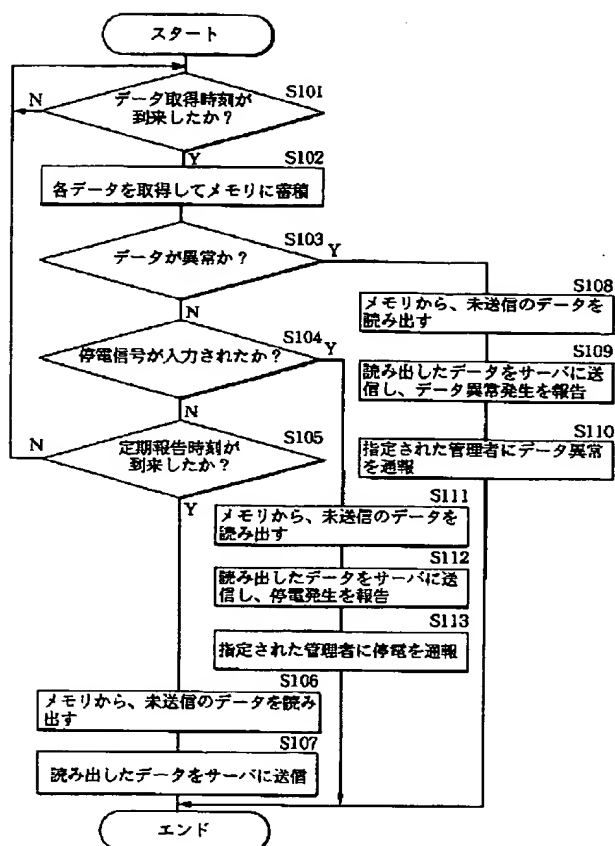 スタート
S101
データ取得時刻が
到来したか？
N
Y
S102
各データを取得してメモリに蓄積
S103
データが異常か？
Y
N
S104
停電信号が入力されたか？
Y
N
S105
定期報告時刻が
到来したか？
N
Y
S108
メモリから、未送信のデータを
読み出す
S109
読み出したデータをサーバに送
信し、データ異常発生を報告
S110
指定された管理者にデータ異常
を通報
S111
メモリから、未送信のデータを
読み出す
S112
読み出したデータをサーバに送
信し、停電発生を報告
S113
指定された管理者に停電を通報
S106
メモリから、未送信のデータを読み
出す
S107
読み出したデータをサーバに送信
エンド